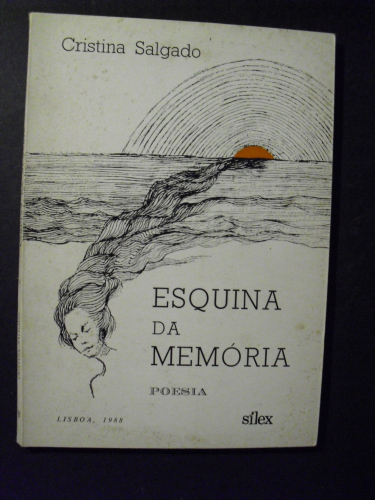 Cristina Salgado
ESQUINA
DA
MEMÓRIA
POESIA
LISBOA, 1988
sílex